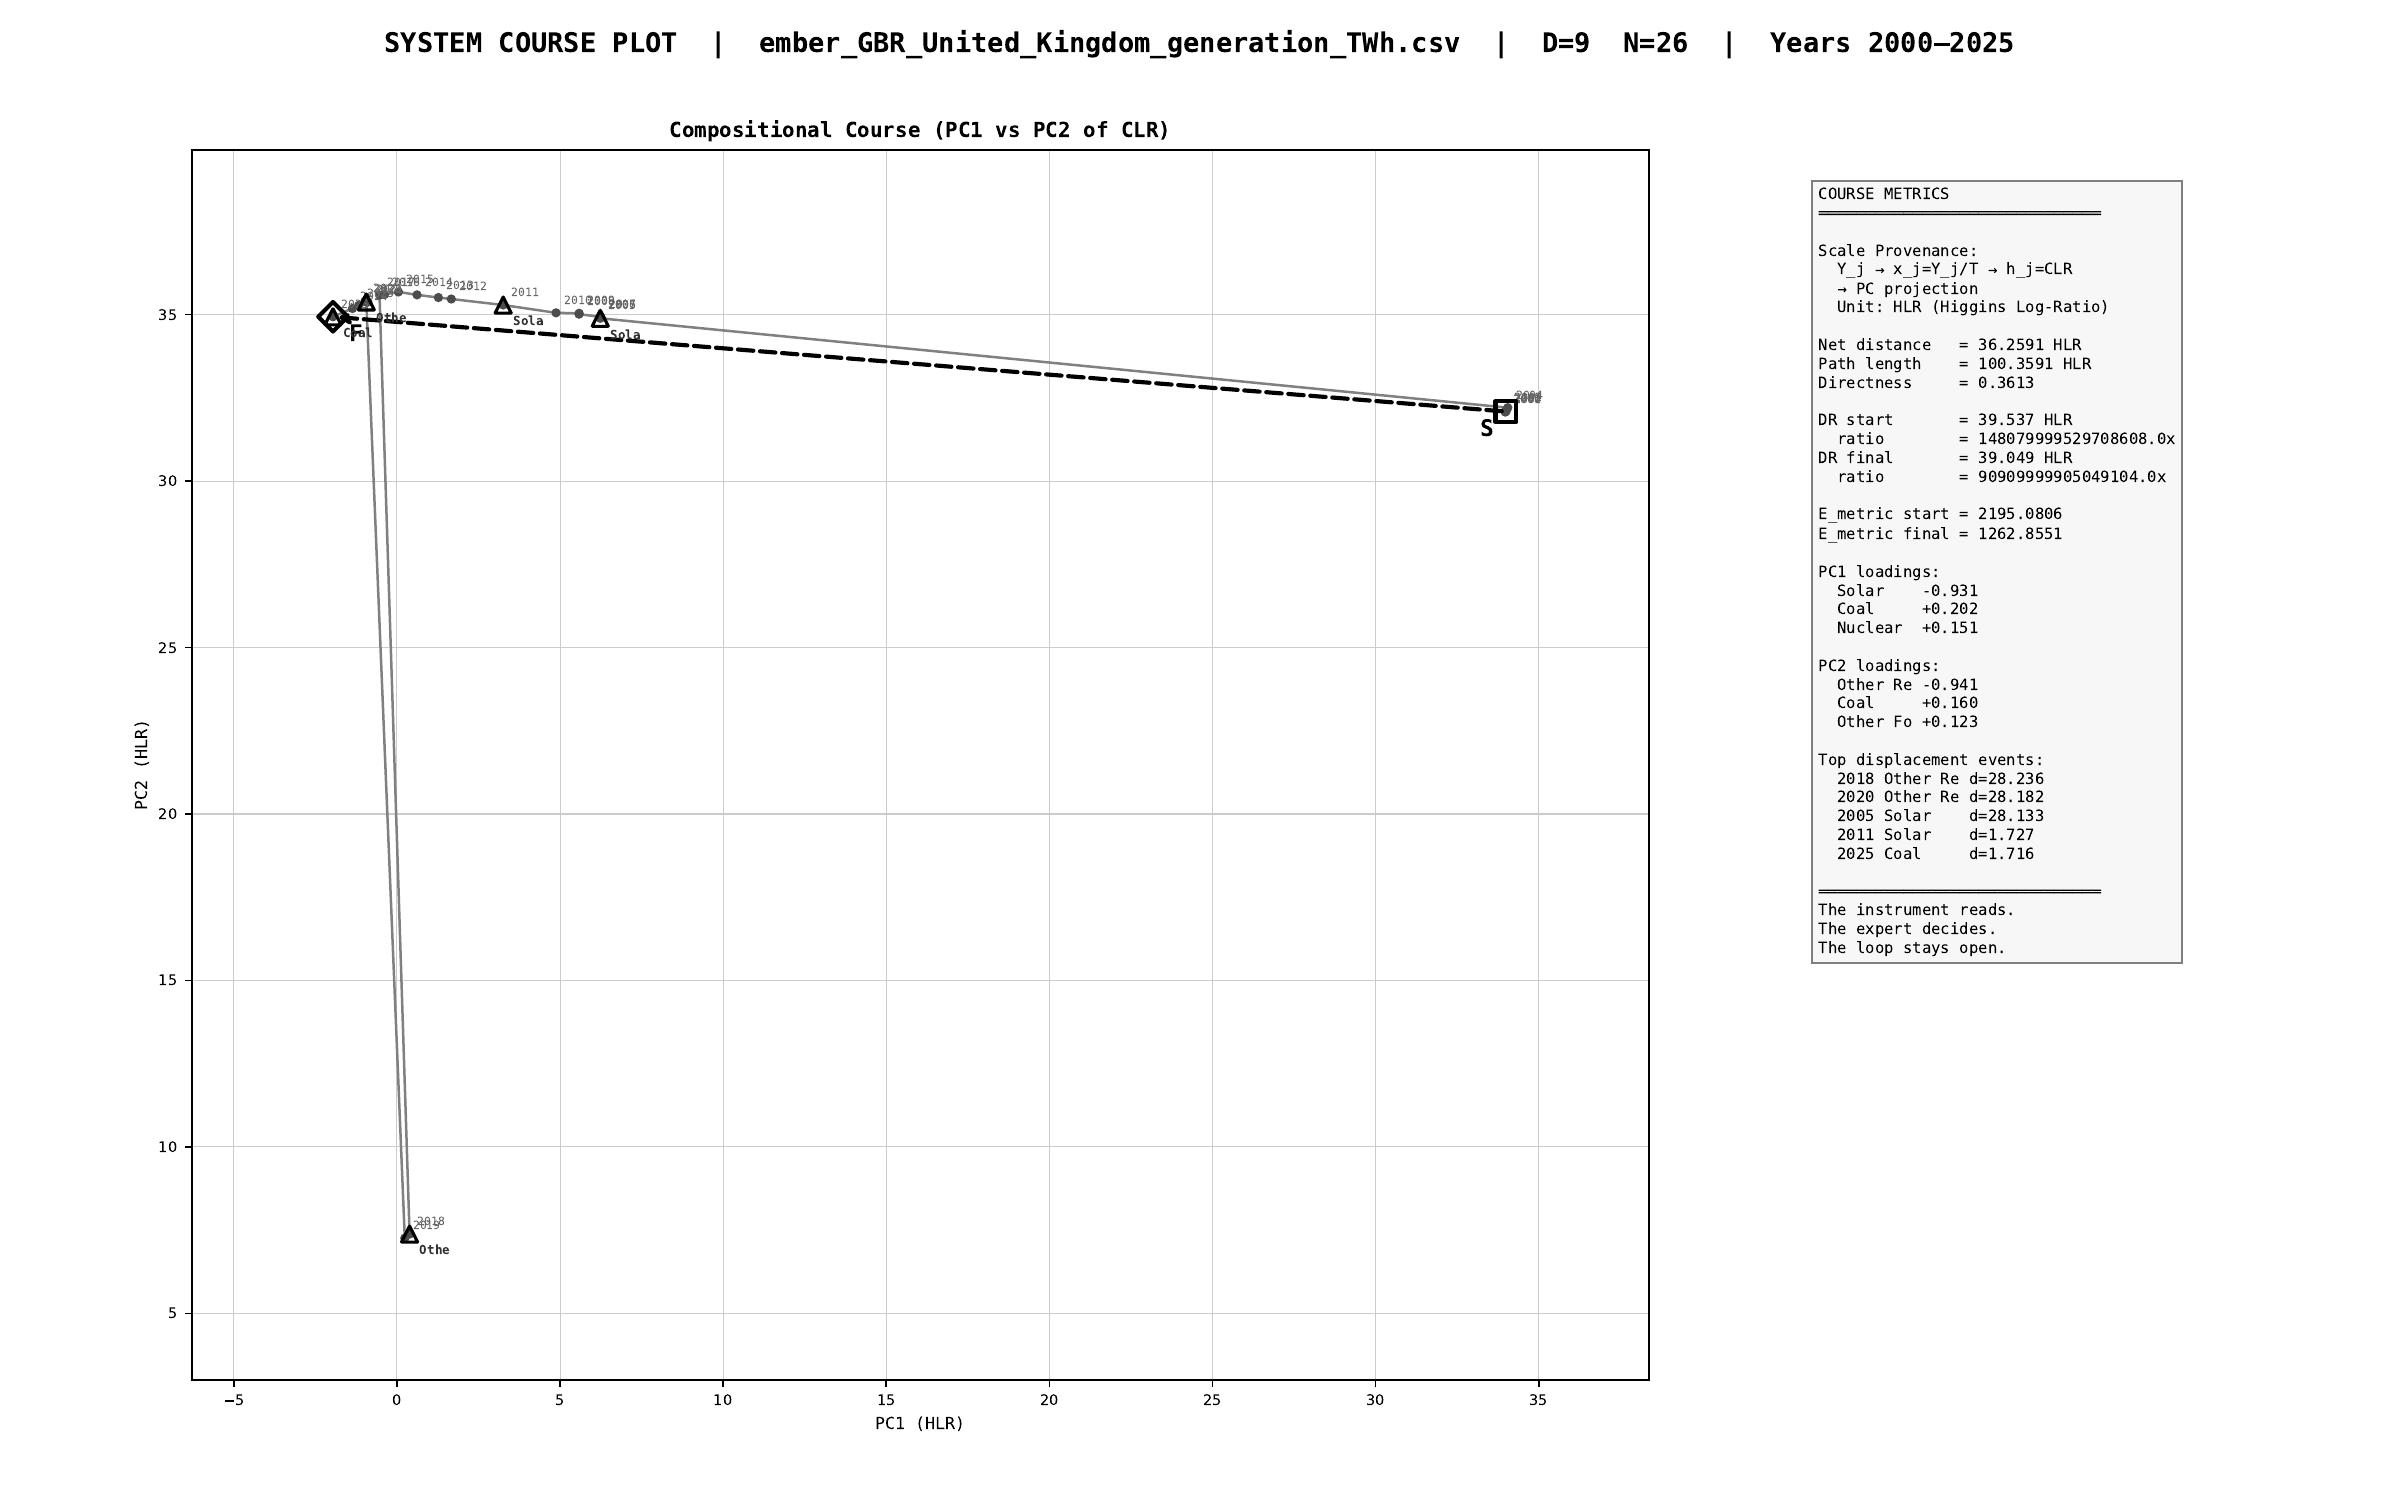 SYSTEM COURSE PLOT | ember_GBR_United_Kingdom_generation_TWh.csv | D=9 N=26 | Years 2000–2025
Compositional Course (PC1 vs PC2 of CLR)
PC2 (HLR)
35
30
25
20
15
10
5
2015
2014
2012
2011
2010
Othe
Sola
Sola
F
2004
S
2018
2019
Othe
−5
0
5
10
15
20
25
30
35
PC1 (HLR)
COURSE METRICS
Scale Provenance:
Y_j → x_j=Y_j/T → h_j=CLR
→ PC projection
Unit: HLR (Higgins Log-Ratio)
Net distance = 36.2591 HLR
Path length = 100.3591 HLR
Directness = 0.3613
DR start = 39.537 HLR
ratio = 148079999529708608.0x
DR final = 39.049 HLR
ratio = 90909999905049104.0x
E_metric start = 2195.0806
E_metric final = 1262.8551
PC1 loadings:
Solar -0.931
Coal +0.202
Nuclear +0.151
PC2 loadings:
Other Re -0.941
Coal +0.160
Other Fo +0.123
Top displacement events:
2018 Other Re d=28.236
2020 Other Re d=28.182
2005 Solar d=28.133
2011 Solar d=1.727
2025 Coal d=1.716
The instrument reads.
The expert decides.
The loop stays open.